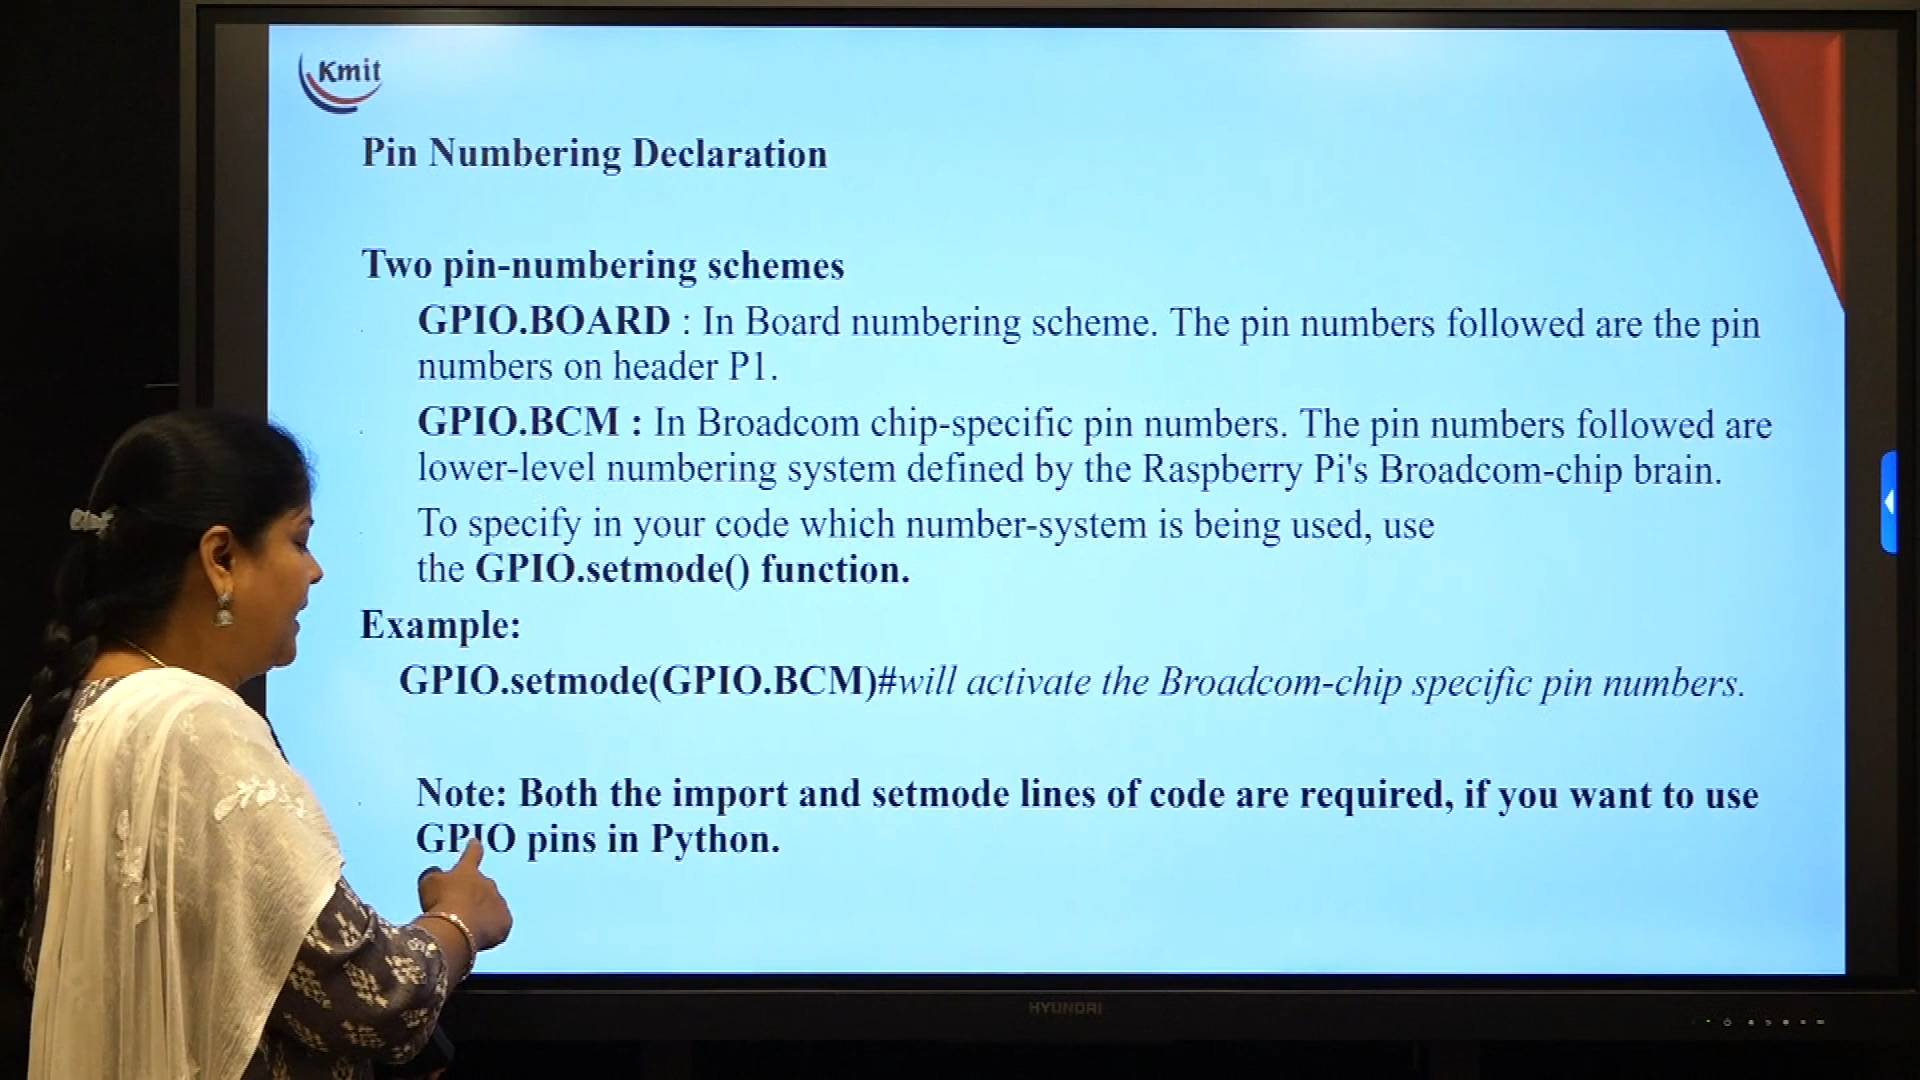 Kmit
Pin Numbering Declaration
Two pin-numbering schemes
GPIO.BOARD : In Board numbering scheme. The pin numbers followed are the pin
numbers on header P1.
GPIO.BCM : In Broadcom chip-specific pin numbers. The pin numbers followed are
lower-level numbering system defined by the Raspberry Pi's Broadcom-chip brain.
To specify in your code which number-system is being used, use
the GPIO.setmode() function.
Example:
GPIO.setmode(GPIO.BCM)#will activate the Broadcom-chip specific pin numbers.
Note: Both the import and setmode lines of code are required, if you want to use
GPIO pins in Python.
HYUNDAI